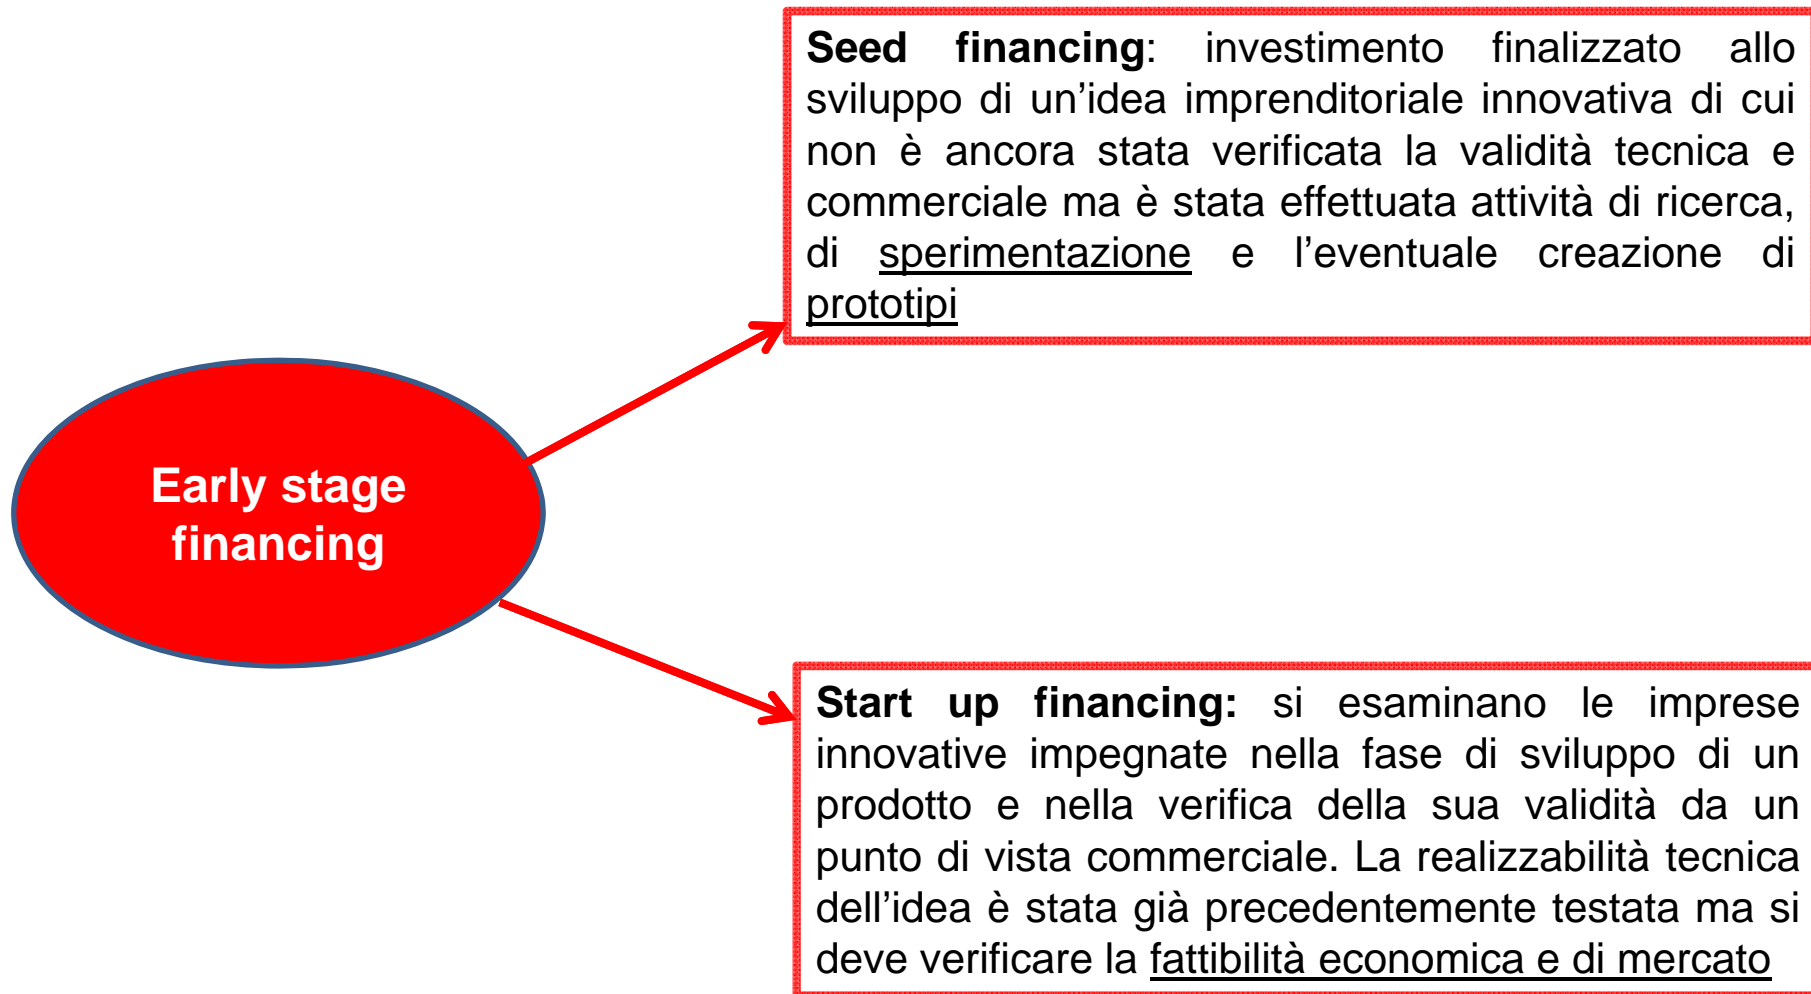 Seed financing: investimento finalizzato allo
sviluppo di un’idea imprenditoriale innovativa di cui
non è ancora stata verificata la validità tecnica e
commerciale ma è stata effettuata attività di ricerca,
di sperimentazione e l’eventuale creazione di
prototipi
Early stage
financing
Start up financing: si esaminano le imprese
innovative impegnate nella fase di sviluppo di un
prodotto e nella verifica della sua validità da un
punto di vista commerciale. La realizzabilità tecnica
dell’idea è stata già precedentemente testata ma si
deve verificare la fattibilità economica e di mercato